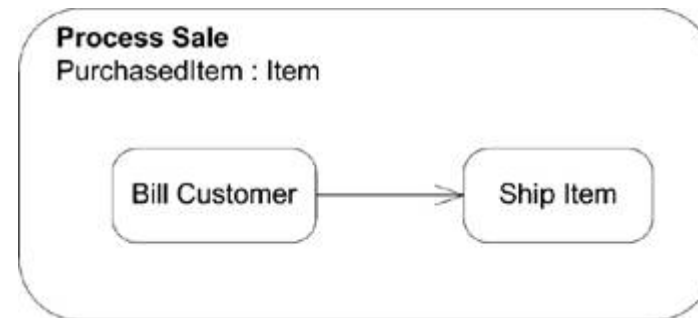 Process Sale
PurchasedItem : Item
Bill Customer
Ship Item